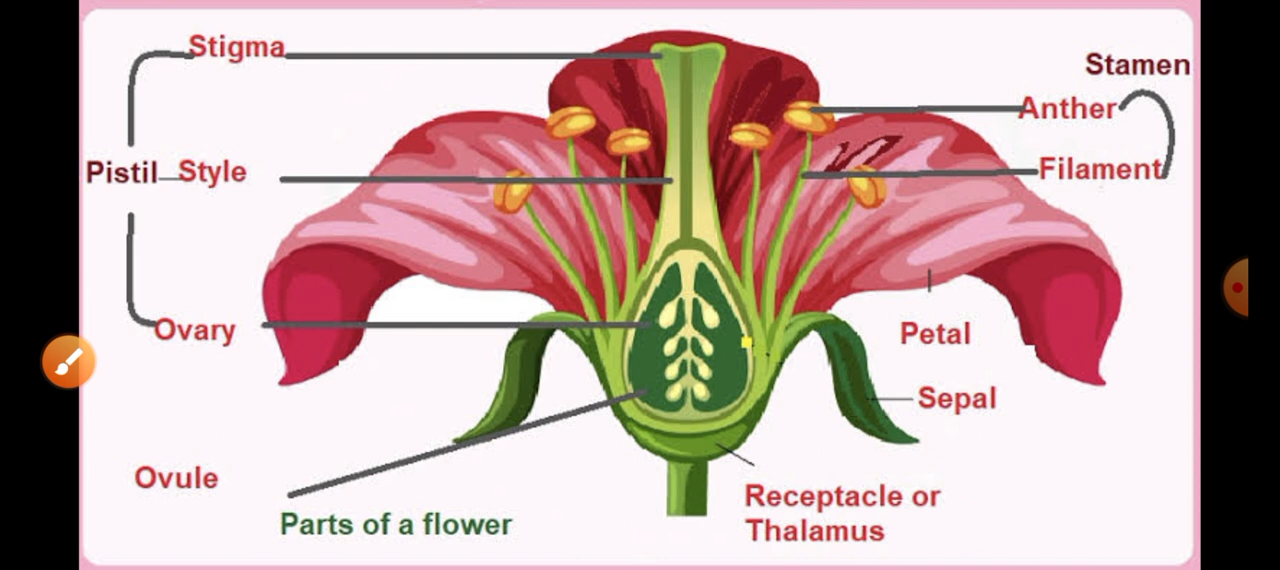 Stigma
Stamen
Anther
Pistil Style
Filament
Ovary
Petal
Sepal
Ovule
Receptacle or
Thalamus
Parts of a flower